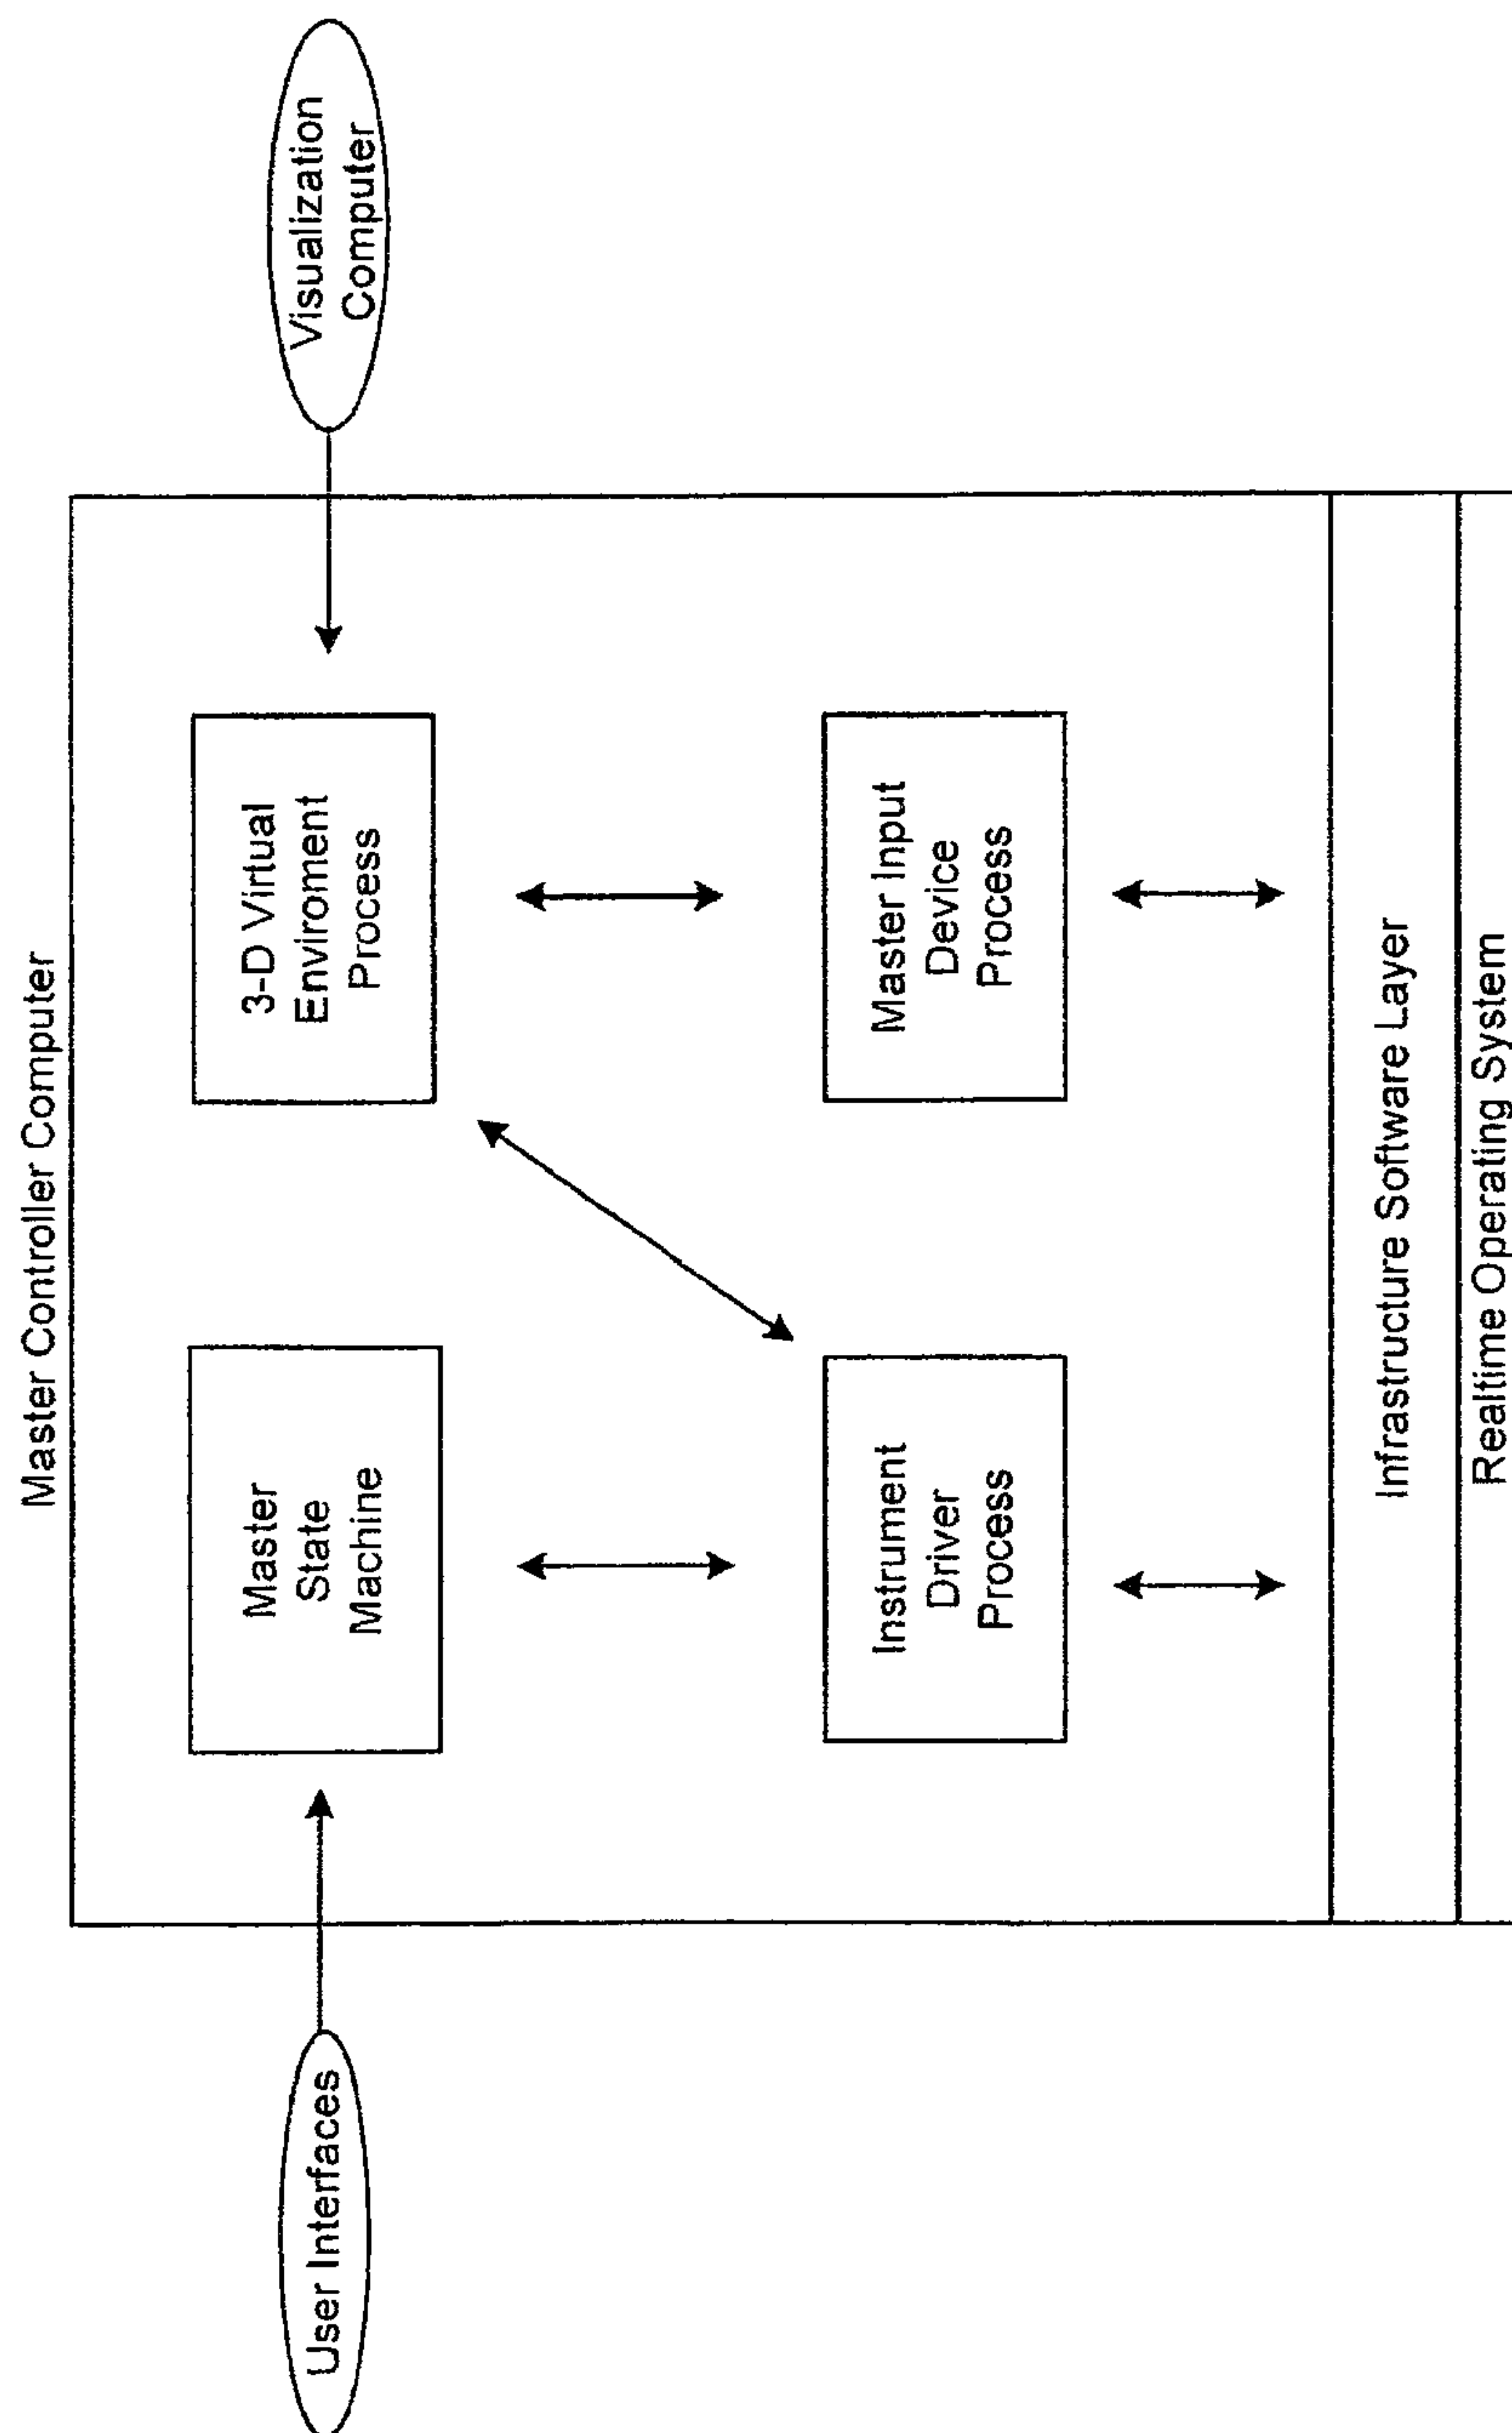 Master Controller Computer
User Interfaces
Master
State
Machine
3-D Virtual
Enviroment
Process
Visualization
Computer
Instrument
Driver
Process
Master Input
Device
Process
Infrastructure Software Layer
Realtime Operating System